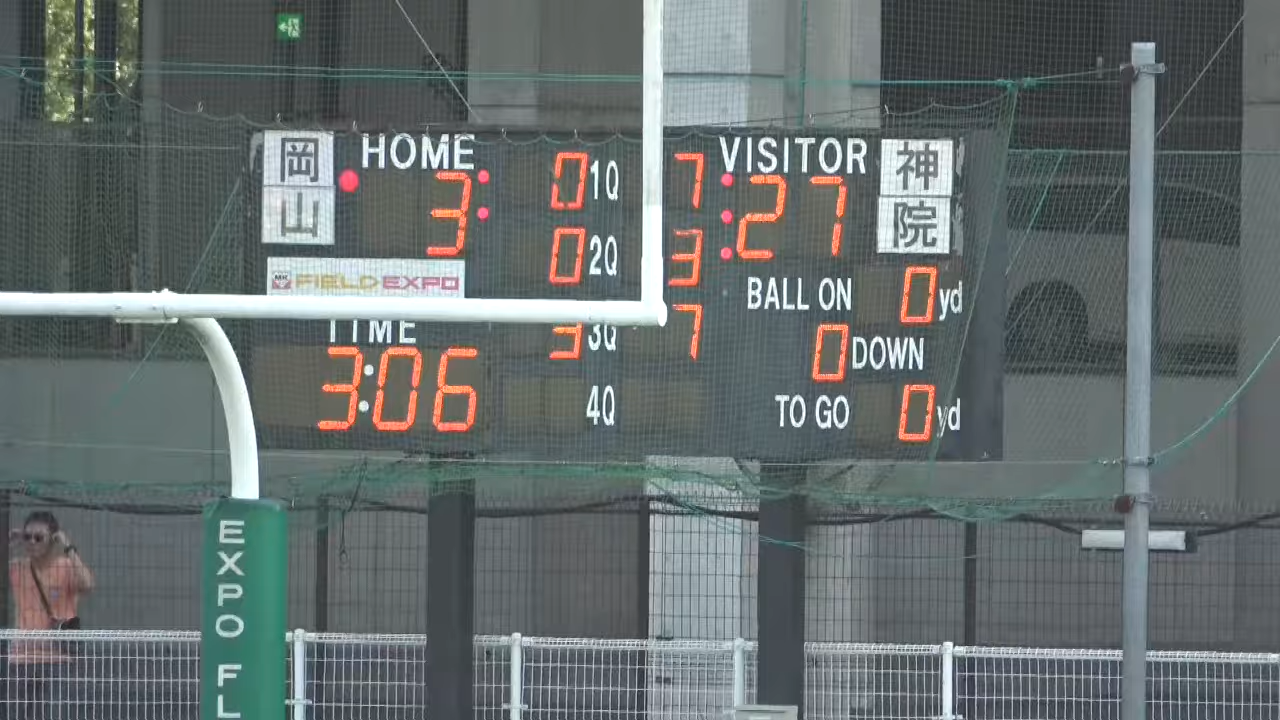 岡山
HOME
3
FIELD EXPO
TIME
3:06
0 1Q 7
0 2Q 3
3 3Q 7
4Q
VISITOR
神院
27
BALL ON 0 yd
0 DOWN
TO GO 0 yd
EXPO FL